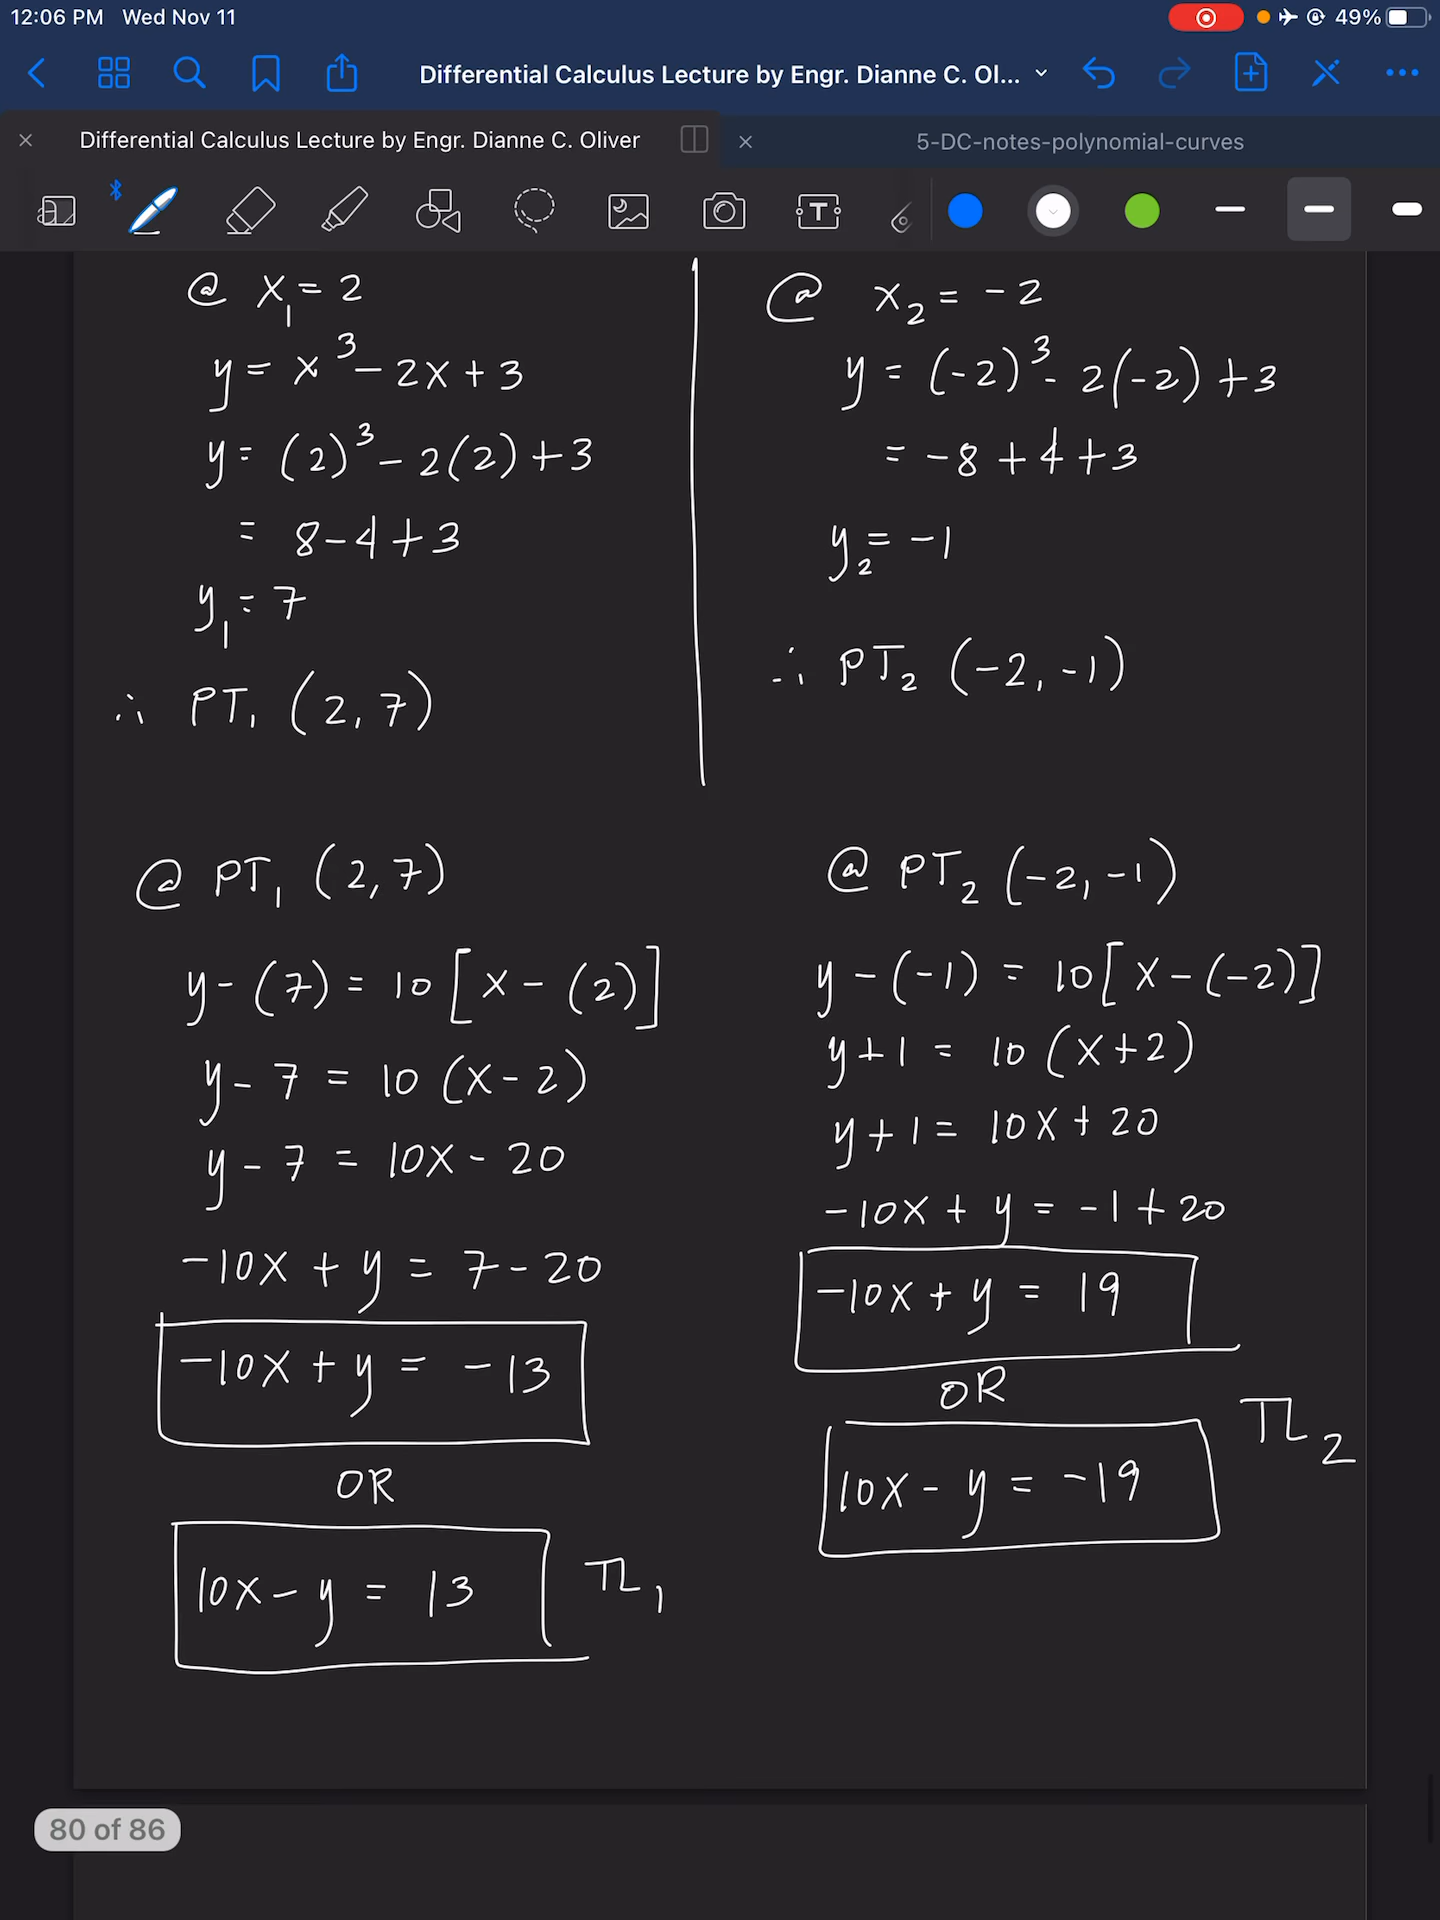 12:06 PM Wed Nov 11
49%
Differential Calculus Lecture by Engr. Dianne C. Ol...
Differential Calculus Lecture by Engr. Dianne C. Oliver
5-DC-notes-polynomial-curves
@ x₁ = 2
y = x³ - 2x + 3
y = (2)³ - 2(2) + 3
= 8 - 4 + 3
y₁ = 7
∴ PT₁ (2, 7)
@ x₂ = -2
y = (-2)³ - 2(-2) + 3
= -8 + 4 + 3
y₂ = -1
∴ PT₂ (-2, -1)
@ PT₁ (2, 7)
y - (7) = 10 [x - (2)]
y - 7 = 10 (x - 2)
y - 7 = 10x - 20
-10x + y = 7 - 20
-10x + y = -13
OR
10x - y = 13 TL₁
@ PT₂ (-2, -1)
y - (-1) = 10[x - (-2)]
y + 1 = 10 (x + 2)
y + 1 = 10x + 20
-10x + y = -1 + 20
-10x + y = 19
OR
10x - y = -19 TL₂
80 of 86